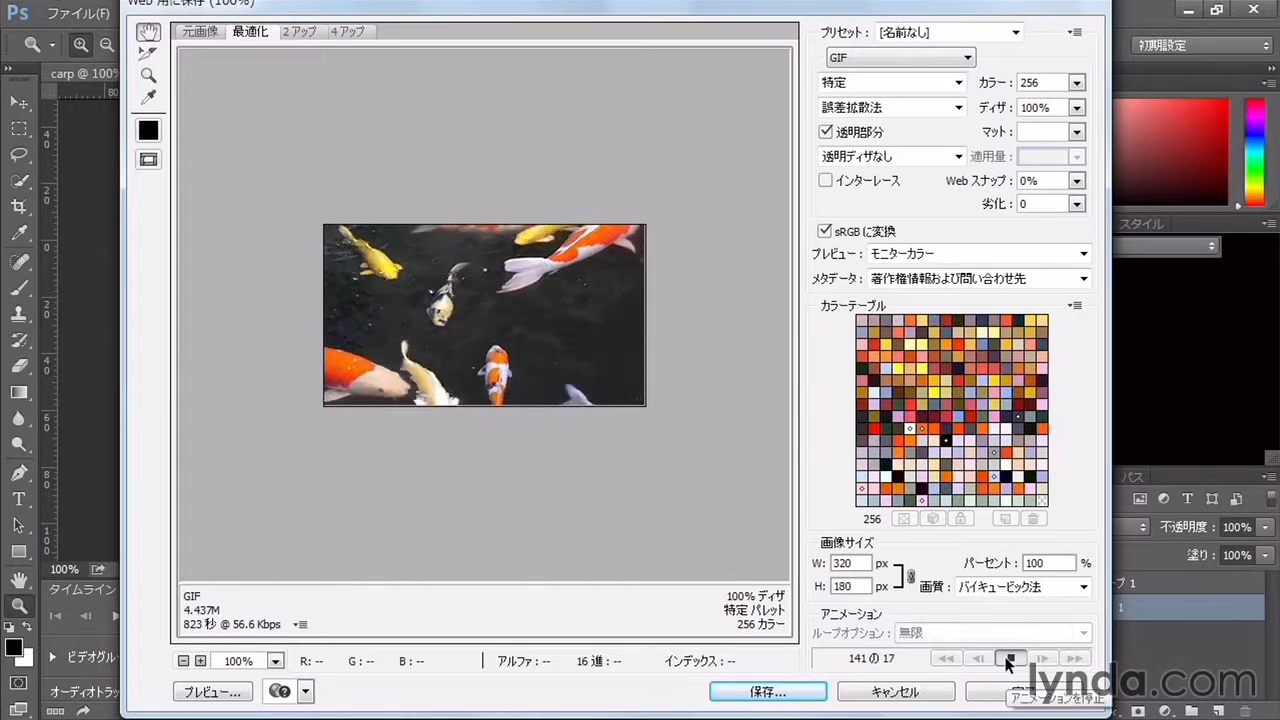 Web 用に保存 (100%)
Ps ファイル(F)
初期設定
carp @ 100%
元画像 最適化 2アップ 4アップ
プリセット: [名前なし]
GIF
特定 カラー: 256
誤差拡散法 ディザ: 100%
透明部分 マット:
透明ディザなし 適用量:
インターレース Web スナップ: 0%
劣化: 0
sRGB に変換
プレビュー: モニターカラー
メタデータ: 著作権情報および問い合わせ先
カラーテーブル
256
画像サイズ
W: 320 px パーセント: 100 %
H: 180 px 画質: バイキュービック法
アニメーション
ループオプション: 無限
141 の 17
GIF 100% ディザ
4.437M 特定 パレット
823 秒 @ 56.6 Kbps 256 カラー
100% R: -- G: -- B: -- アルファ: -- 16 進: -- インデックス: --
プレビュー... 保存... キャンセル
アニメーションを停止
スタイル
パス
不透明度: 100%
塗り: 100%
100%
タイムライン
ビデオグル
オーディオトラッ
lynda.com